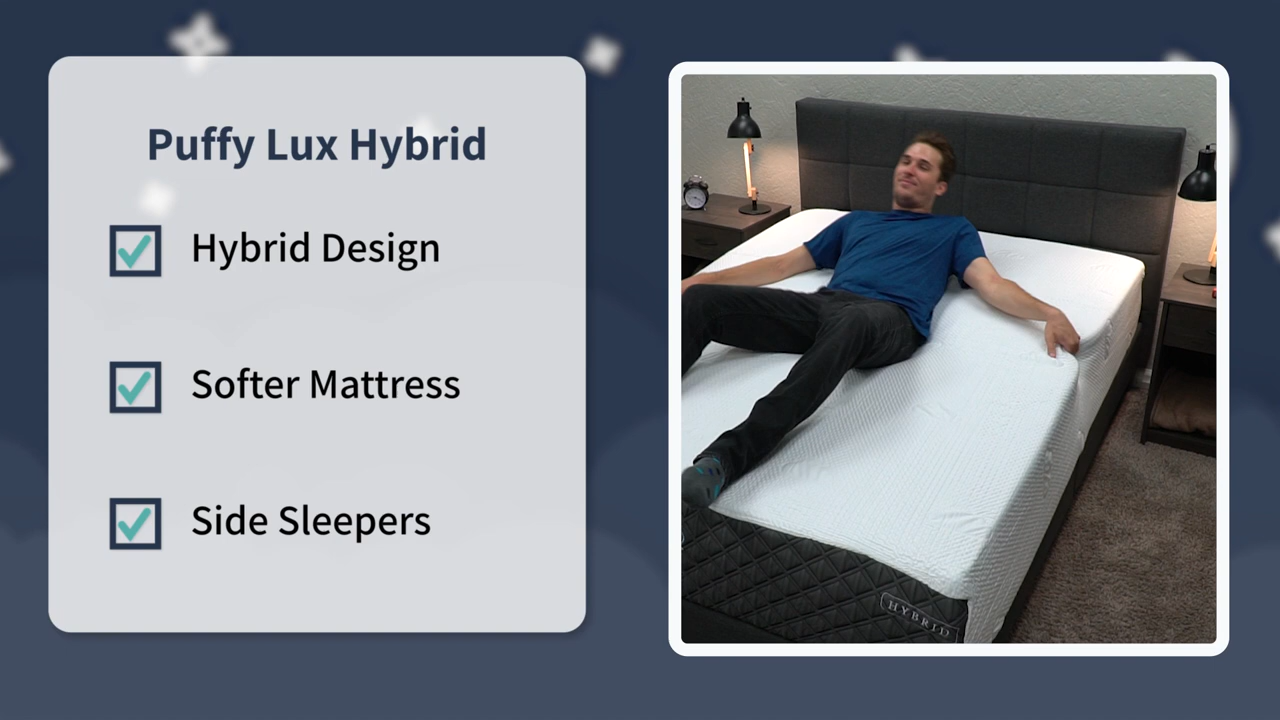 Puffy Lux Hybrid
Hybrid Design
Softer Mattress
Side Sleepers
HYBRID